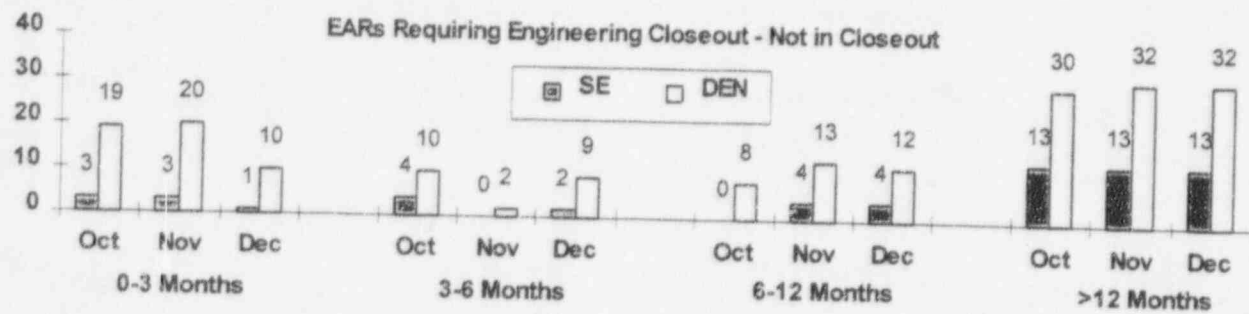 EARs Requiring Engineering Closeout - Not in Closeout
SE DEN
40
30
20
10
0
3 19 3 20 1 10
4 10 0 2 2 9
0 8 4 13 4 12
13 30 13 32 13 32
Oct Nov Dec Oct Nov Dec Oct Nov Dec Oct Nov Dec
0-3 Months 3-6 Months 6-12 Months >12 Months